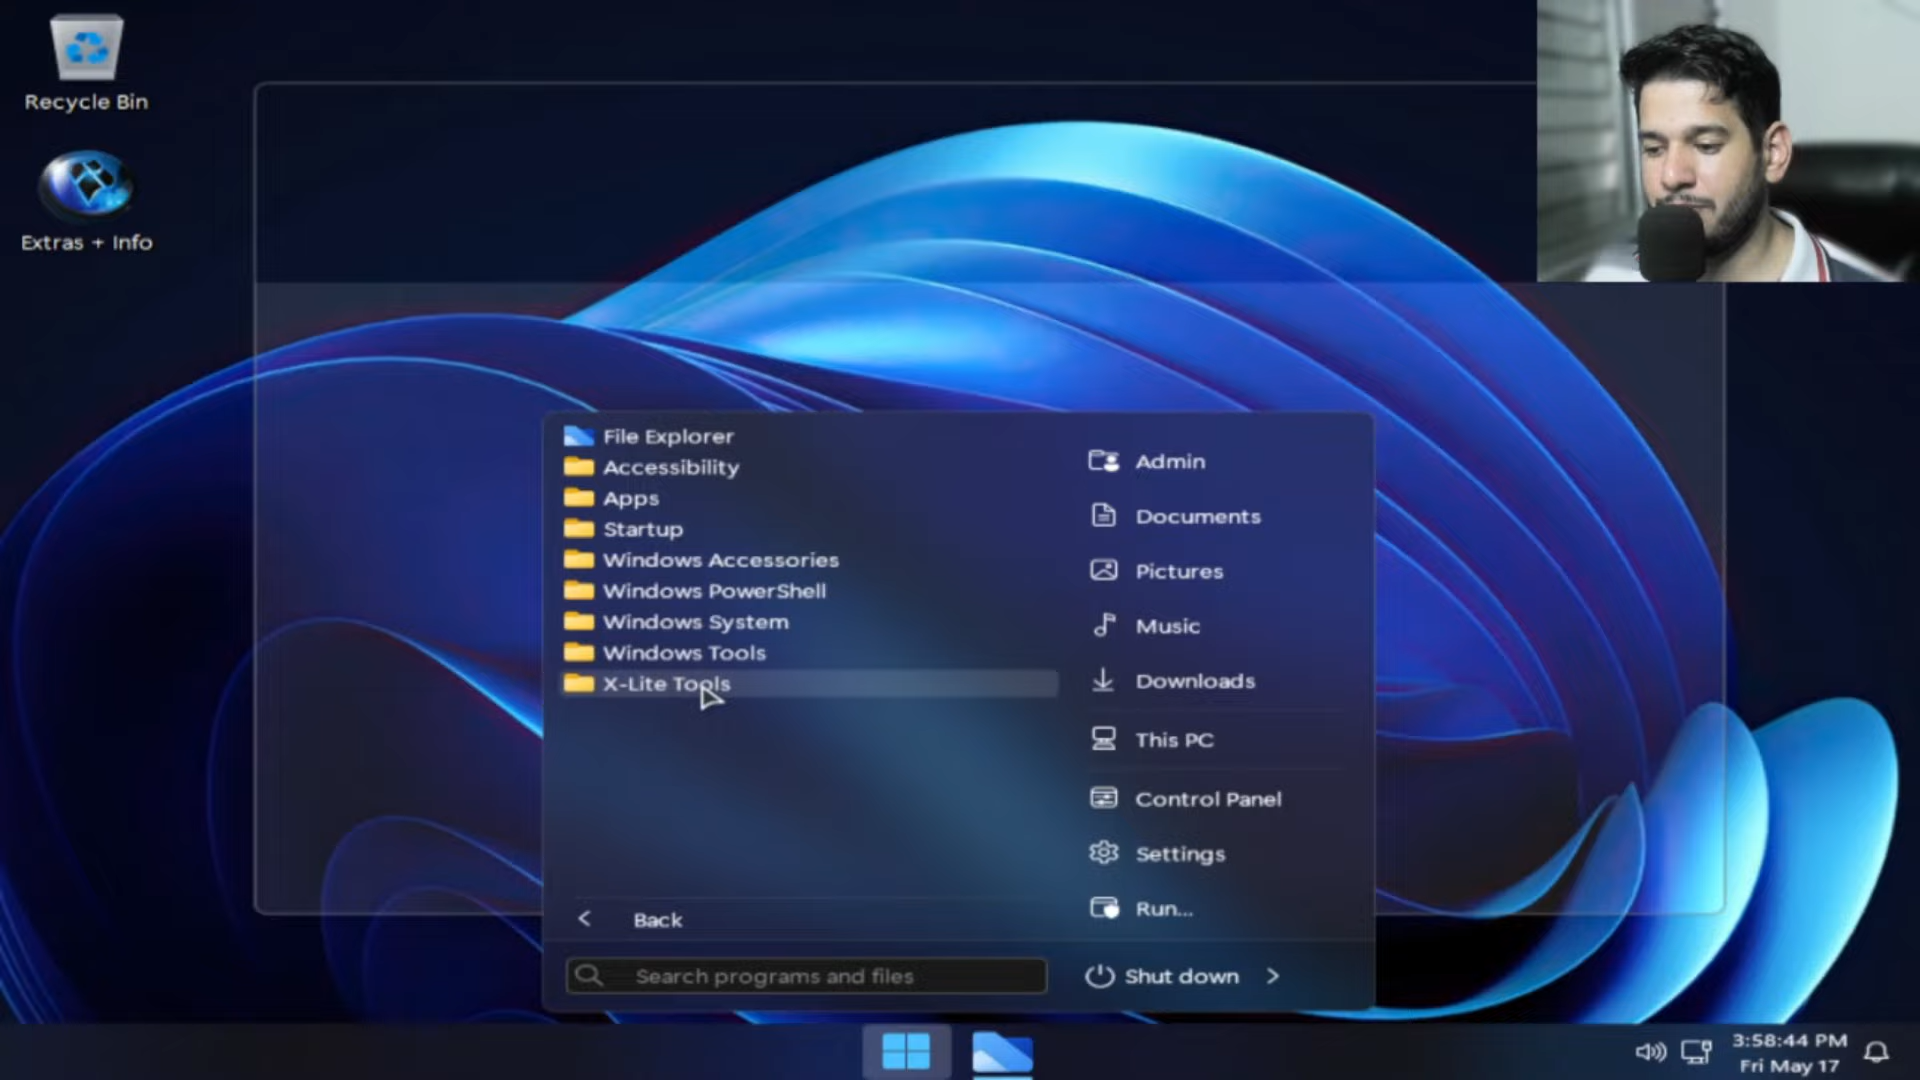 Recycle Bin
Extras + Info
File Explorer
Accessibility
Apps
Startup
Windows Accessories
Windows PowerShell
Windows System
Windows Tools
X-Lite Tools
Back
Search programs and files
Admin
Documents
Pictures
Music
Downloads
This PC
Control Panel
Settings
Run...
Shut down
3:58:44 PM
Fri May 17